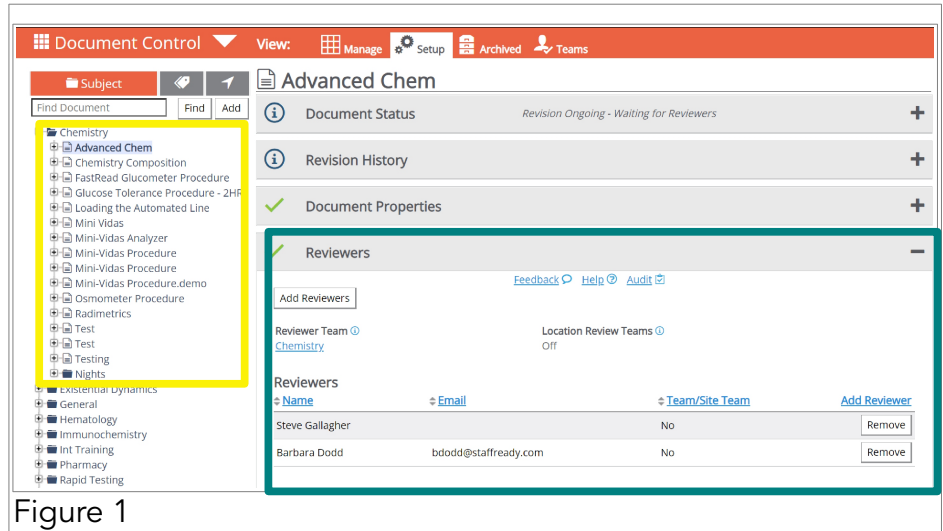 Document Control View: Manage Setup Archived Teams
Subject
Find Document Find Add
Chemistry
Advanced Chem
Chemistry Composition
FastRead Glucometer Procedure
Glucose Tolerance Procedure - 2HR
Loading the Automated Line
Mini Vidas
Mini-Vidas Analyzer
Mini-Vidas Procedure
Mini-Vidas Procedure
Mini-Vidas Procedure.demo
Osmometer Procedure
Radimetrics
Test
Test
Testing
Nights
Existential Dynamics
General
Hematology
Immunochemistry
Int Training
Pharmacy
Rapid Testing
Advanced Chem
Document Status Revision Ongoing - Waiting for Reviewers
Revision History
Document Properties
Reviewers
Feedback Help Audit
Add Reviewers
Reviewer Team Location Review Teams
Chemistry Off
Reviewers
Name Email Team/Site Team Add Reviewer
Steve Gallagher No Remove
Barbara Dodd bdodd@staffready.com No Remove
Figure 1